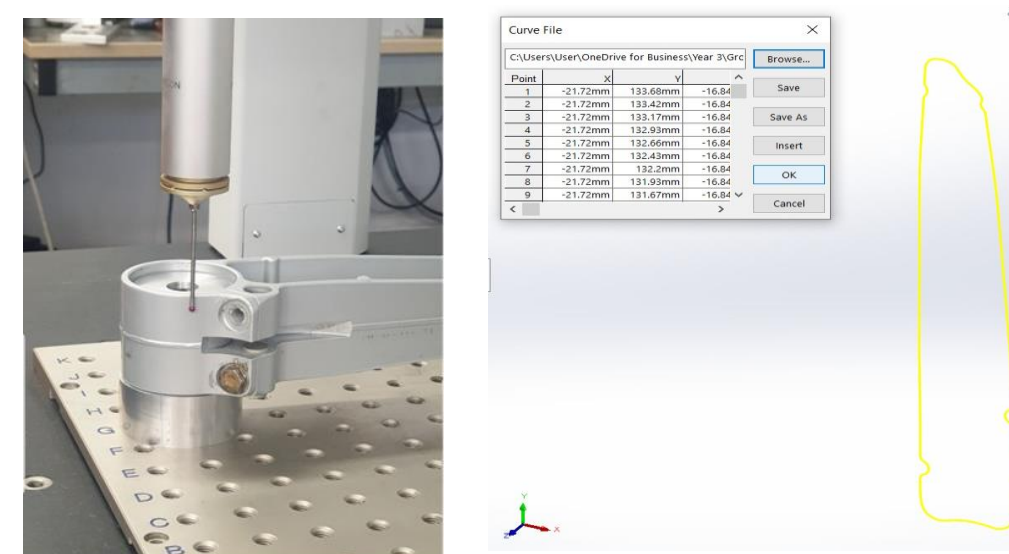 K
J
I
H
G
F
E
D
C
B
Curve File
C:\Users\User\OneDrive for Business\Year 3\Grc
Browse...
Point X Y
1 -21.72mm 133.68mm -16.84
2 -21.72mm 133.42mm -16.84
3 -21.72mm 133.17mm -16.84
4 -21.72mm 132.93mm -16.84
5 -21.72mm 132.66mm -16.84
6 -21.72mm 132.43mm -16.84
7 -21.72mm 132.2mm -16.84
8 -21.72mm 131.93mm -16.84
9 -21.72mm 131.67mm -16.84
Save
Save As
Insert
OK
Cancel
Y
X
Z